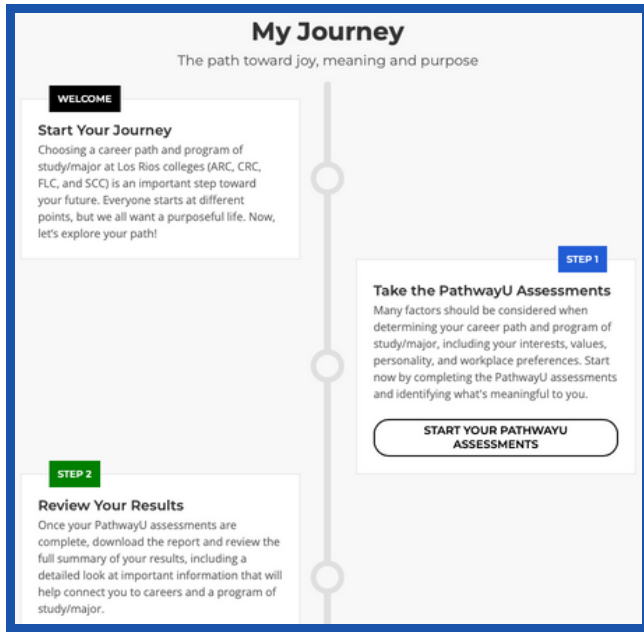 My Journey
The path toward joy, meaning and purpose
WELCOME
Start Your Journey
Choosing a career path and program of
study/major at Los Rios colleges (ARC, CRC,
FLC, and SCC) is an important step toward
your future. Everyone starts at different
points, but we all want a purposeful life. Now,
let's explore your path!
STEP 1
Take the PathwayU Assessments
Many factors should be considered when
determining your career path and program of
study/major, including your interests, values,
personality, and workplace preferences. Start
now by completing the PathwayU assessments
and identifying what's meaningful to you.
START YOUR PATHWAYU
ASSESSMENTS
STEP 2
Review Your Results
Once your PathwayU assessments are
complete, download the report and review the
full summary of your results, including a
detailed look at important information that will
help connect you to careers and a program of
study/major.